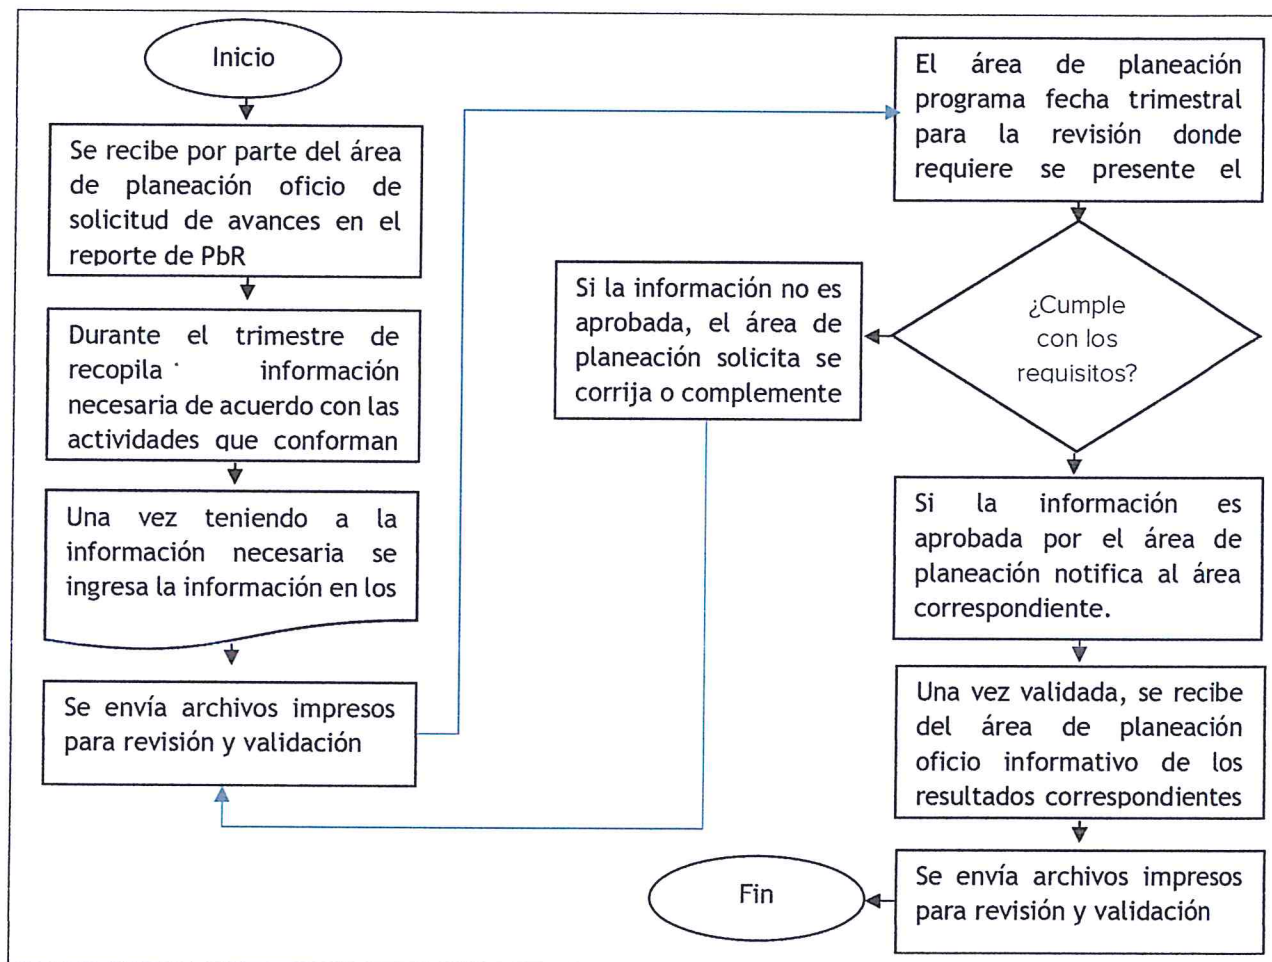 Inicio
Se recibe por parte del área
de planeación oficio de
solicitud de avances en el
reporte de PbR
Durante el trimestre de
recopila información
necesaria de acuerdo con las
actividades que conforman
Una vez teniendo a la
información necesaria se
ingresa la información en los
Se envía archivos impresos
para revisión y validación
El área de planeación
programa fecha trimestral
para la revisión donde
requiere se presente el
¿Cumple
con los
requisitos?
Si la información no es
aprobada, el área de
planeación solicita se
corrija o complemente
Si la información es
aprobada por el área de
planeación notifica al área
correspondiente.
Una vez validada, se recibe
del área de planeación
oficio informativo de los
resultados correspondientes
Se envía archivos impresos
para revisión y validación
Fin